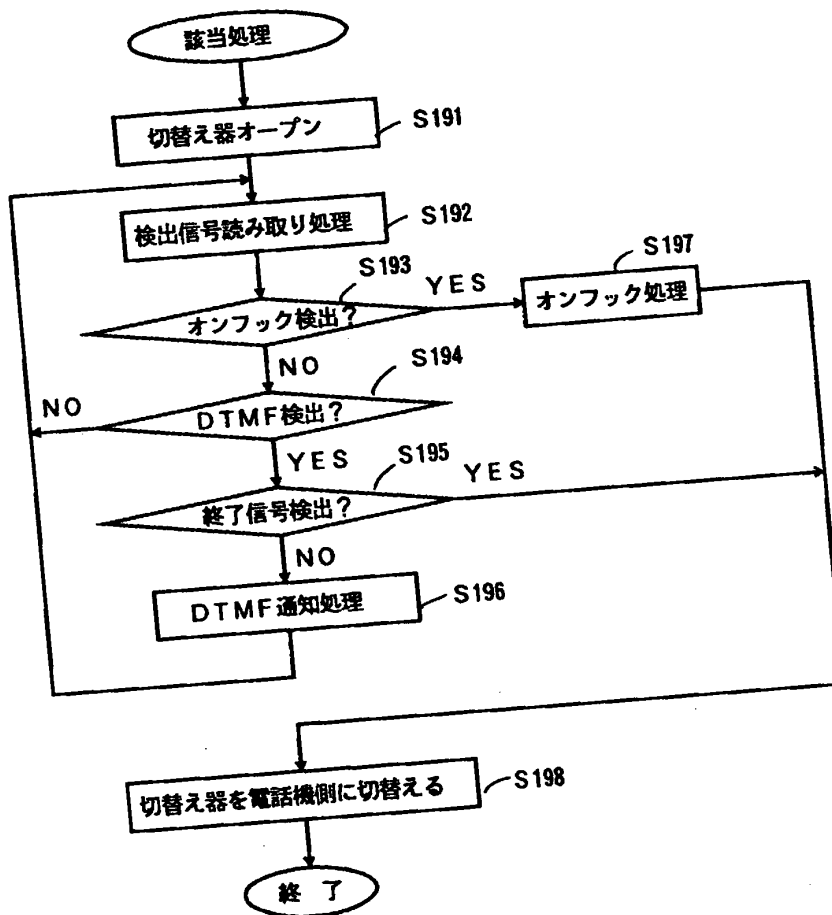 該当処理
切替え器オープン
S191
検出信号読み取り処理
S192
S193
オンフック検出?
YES
S197
オンフック処理
NO
S194
DTMF検出?
NO
YES
S195
終了信号検出?
YES
NO
DTMF通知処理
S196
切替え器を電話機側に切替える
S198
終 了